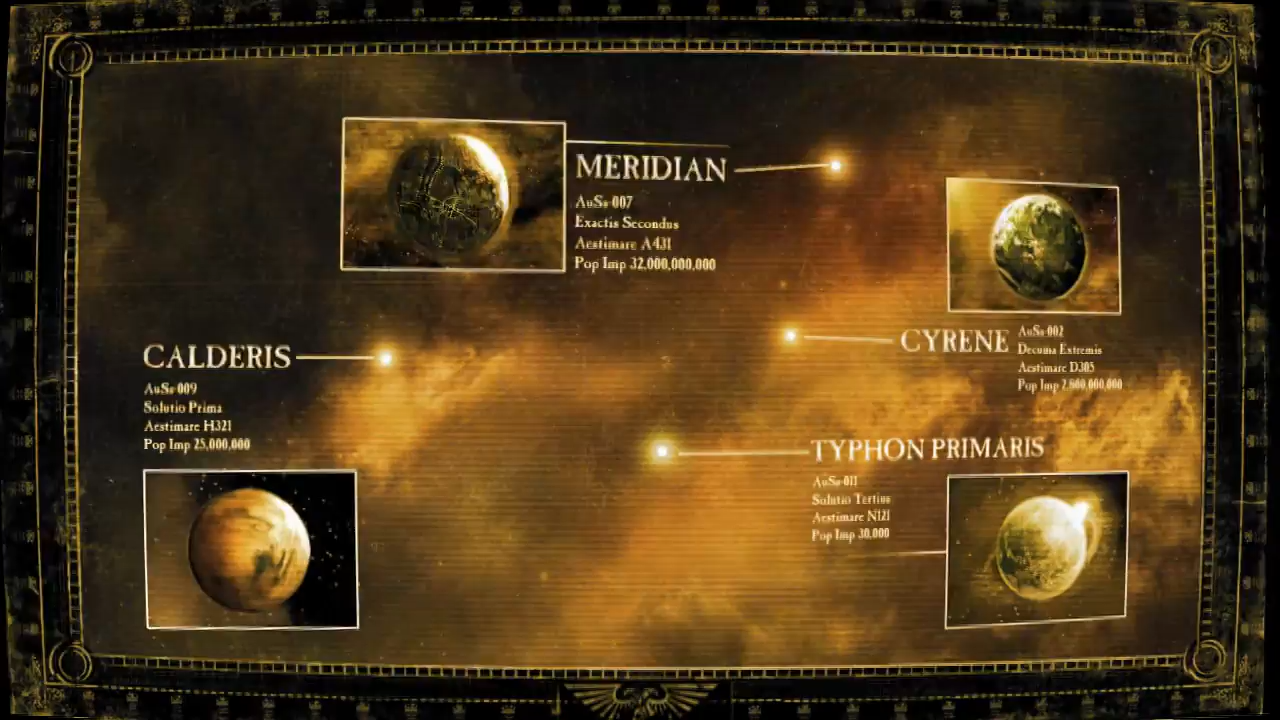 MERIDIAN
AuSs 007
Exactis Secondus
Aestimare A431
Pop Imp 32,000,000,000
CYRENE
AuSs 002
Decuma Extremis
Aestimare D305
Pop Imp 2,800,000,000
CALDERIS
AuSs 009
Solutio Prima
Aestimare H321
Pop Imp 25,000,000
TYPHON PRIMARIS
AuSs 011
Solutio Tertius
Aestimare N121
Pop Imp 30,000